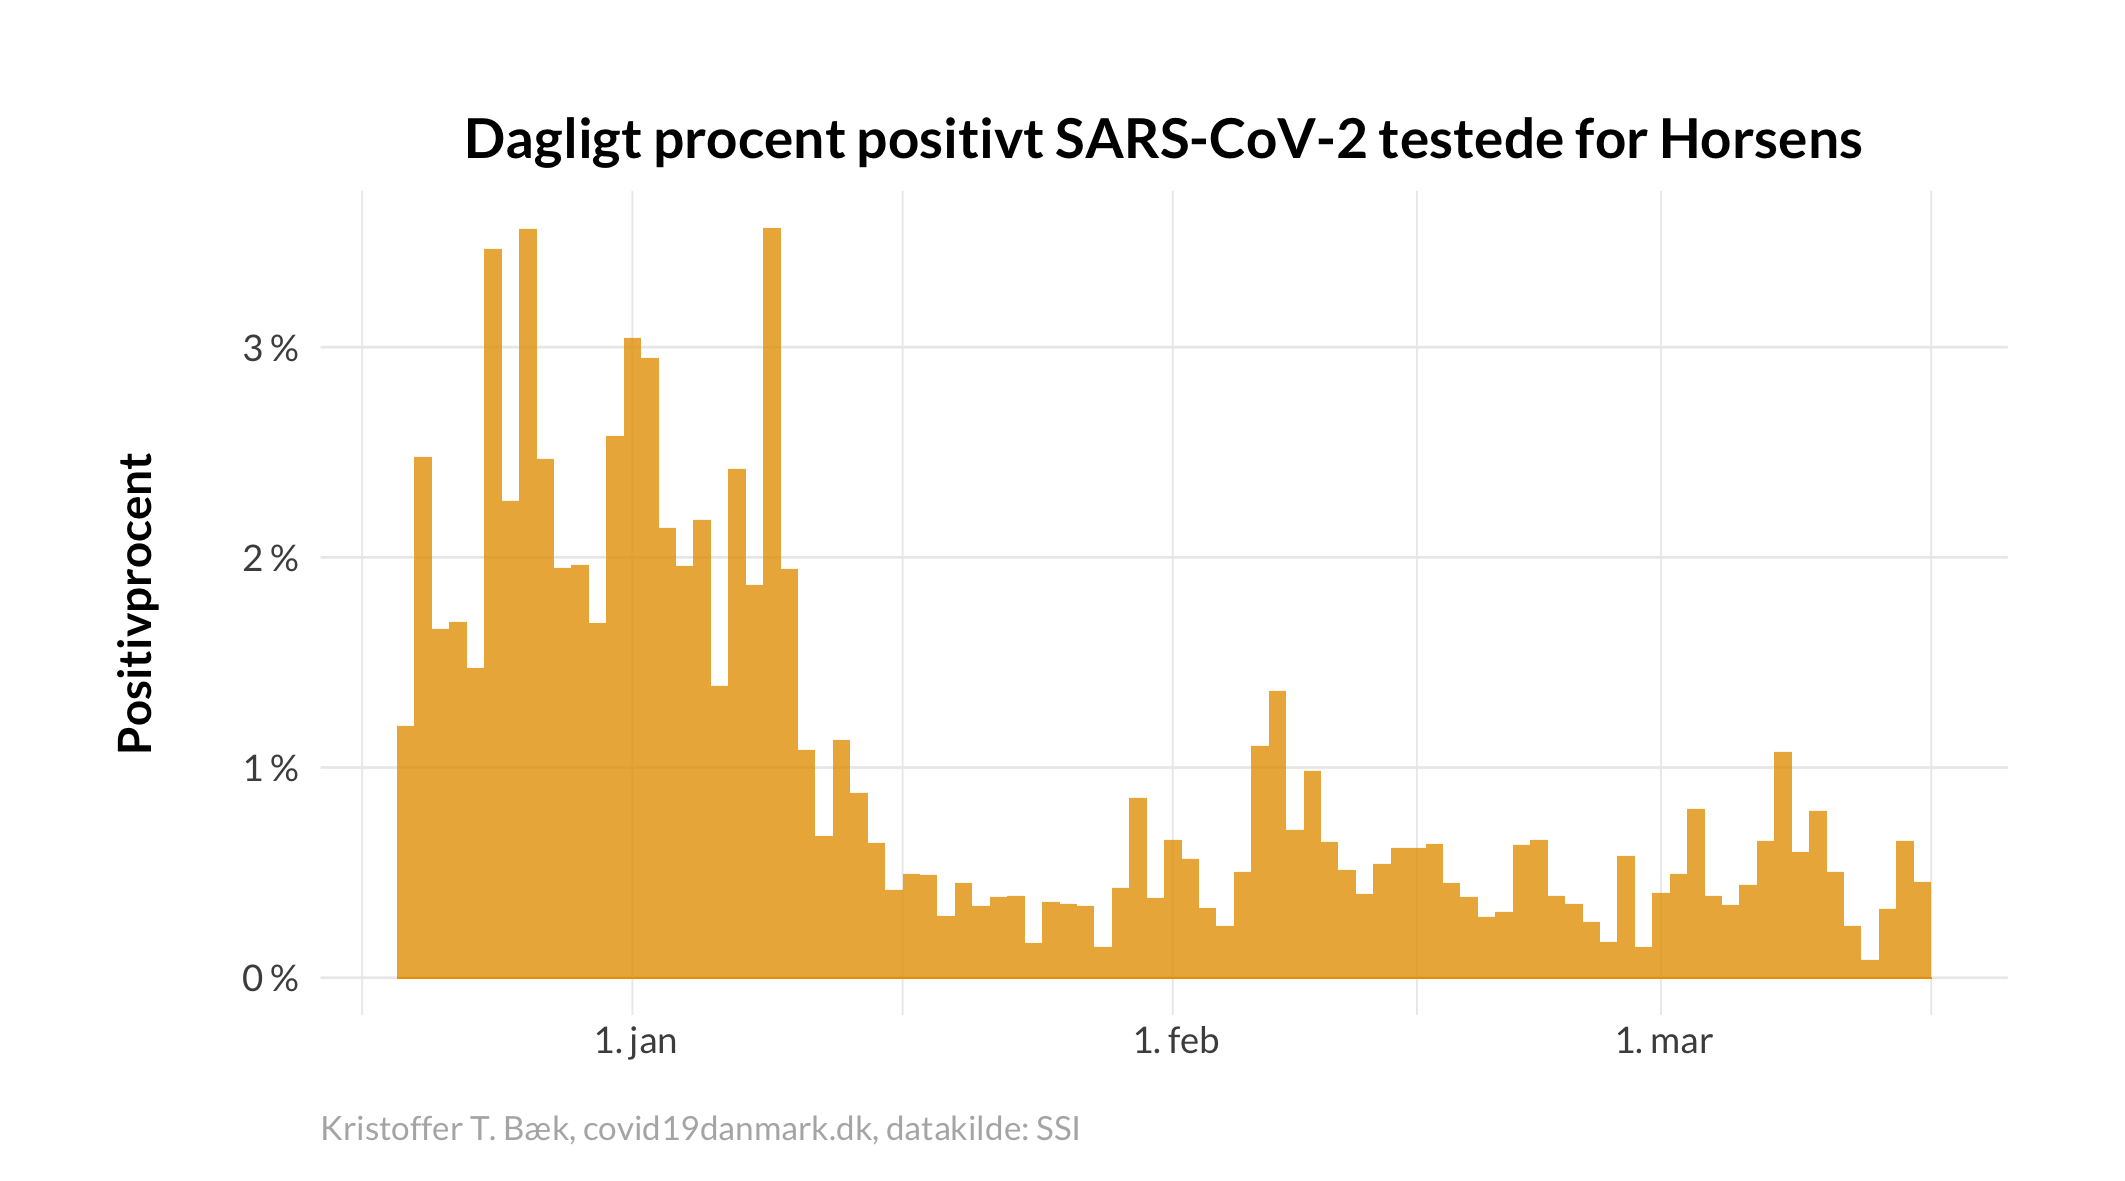 Dagligt procent positivt SARS-CoV-2 testede for Horsens
Positivprocent
3 %
2 %
1 %
0 %
1. jan
1. feb
1. mar
Kristoffer T. Bæk, covid19danmark.dk, datakilde: SSI